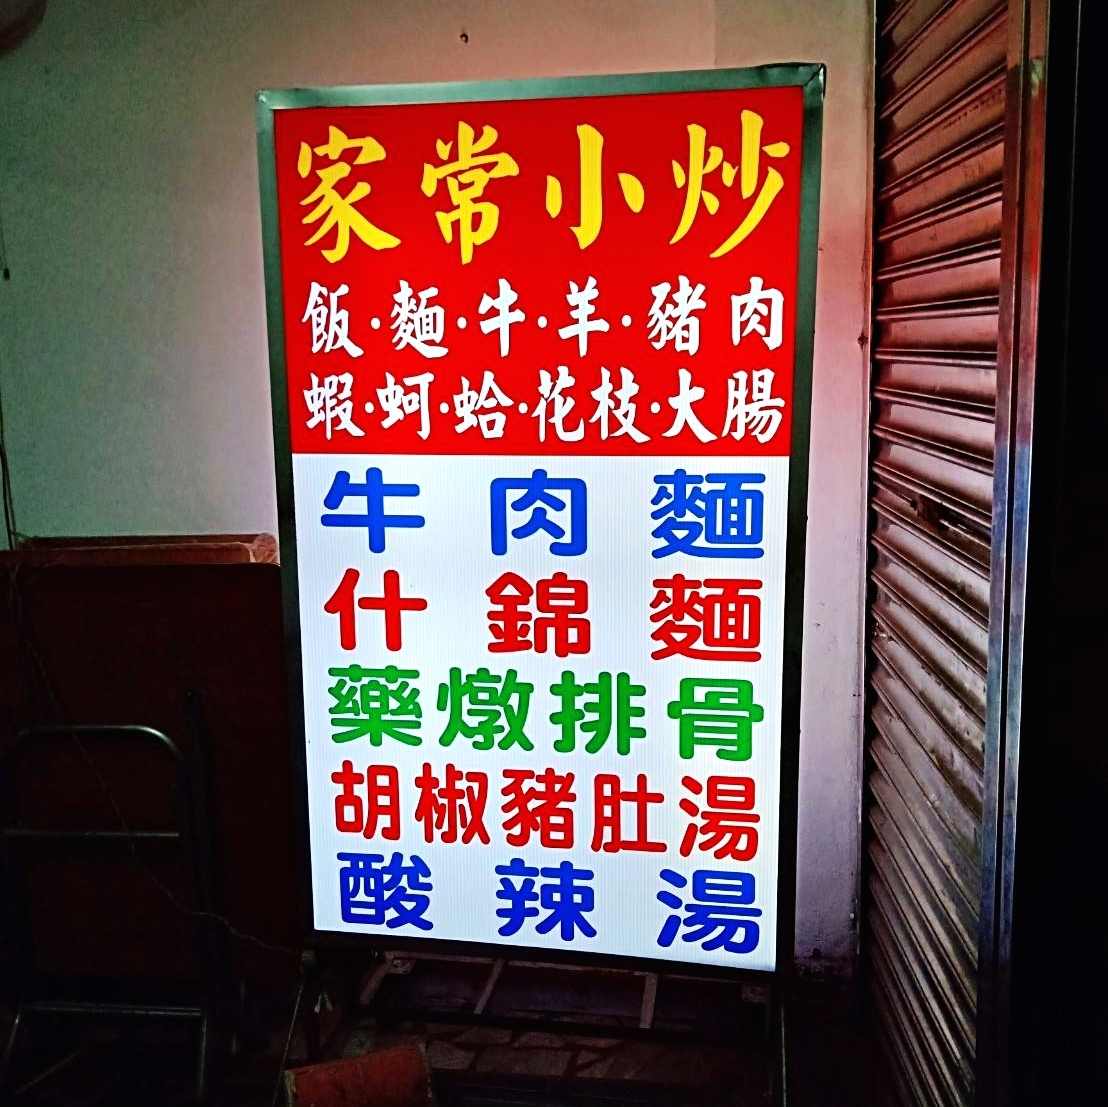 家常小炒
飯·麵·牛·羊·豬肉
蝦·蚵·蛤·花枝·大腸
牛肉麵
什錦麵
藥燉排骨
胡椒豬肚湯
酸辣湯